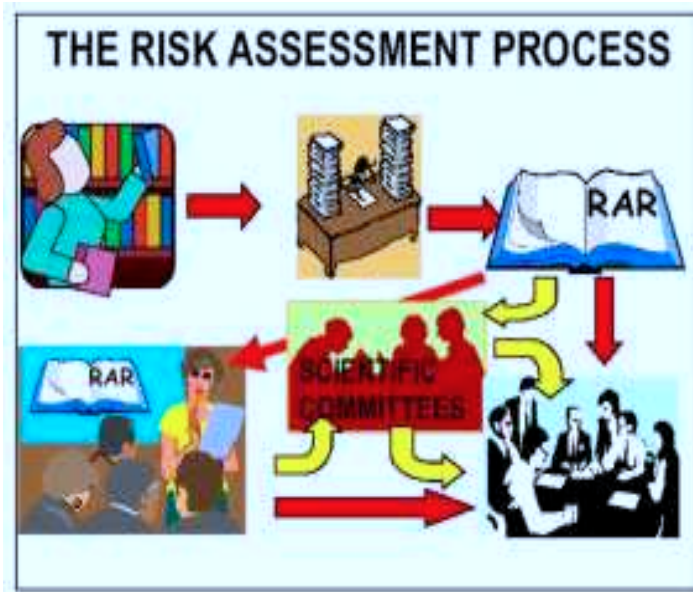 THE RISK ASSESSMENT PROCESS
RAR
RAR
SCIENTIFIC
COMMITTEES